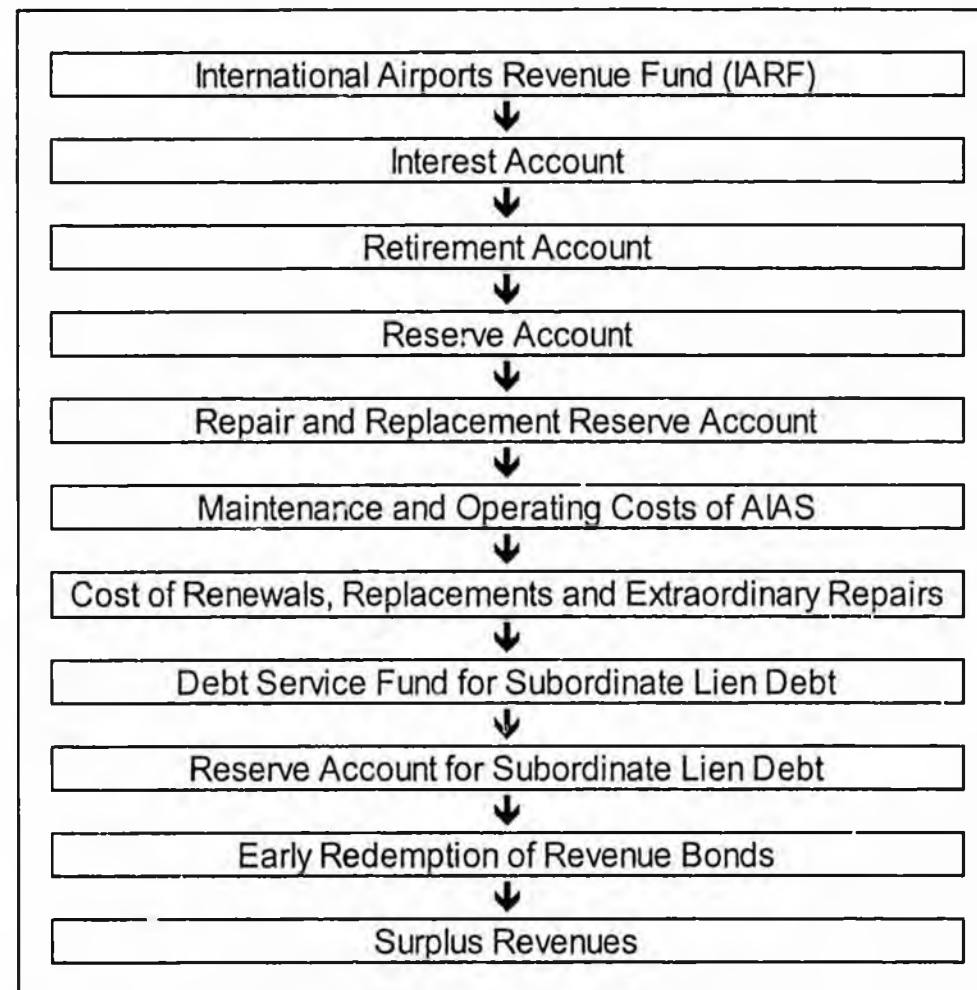 International Airports Revenue Fund (IARF)
Interest Account
Retirement Account
Reserve Account
Repair and Replacement Reserve Account
Maintenance and Operating Costs of AIAS
Cost of Renewals, Replacements and Extraordinary Repairs
Debt Service Fund for Subordinate Lien Debt
Reserve Account for Subordinate Lien Debt
Early Redemption of Revenue Bonds
Surplus Revenues